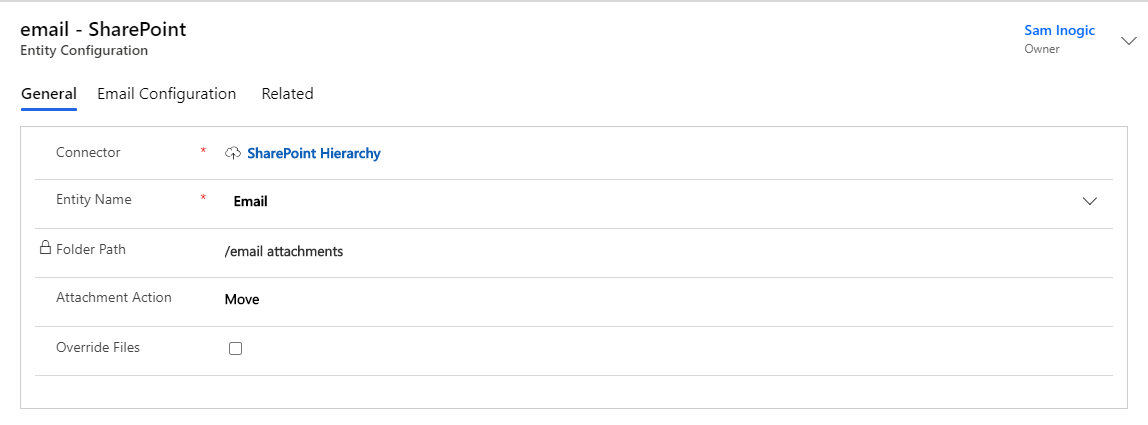 email - SharePoint
Entity Configuration
Sam Inogic
Owner
General Email Configuration Related
Connector * SharePoint Hierarchy
Entity Name * Email
Folder Path /email attachments
Attachment Action Move
Override Files